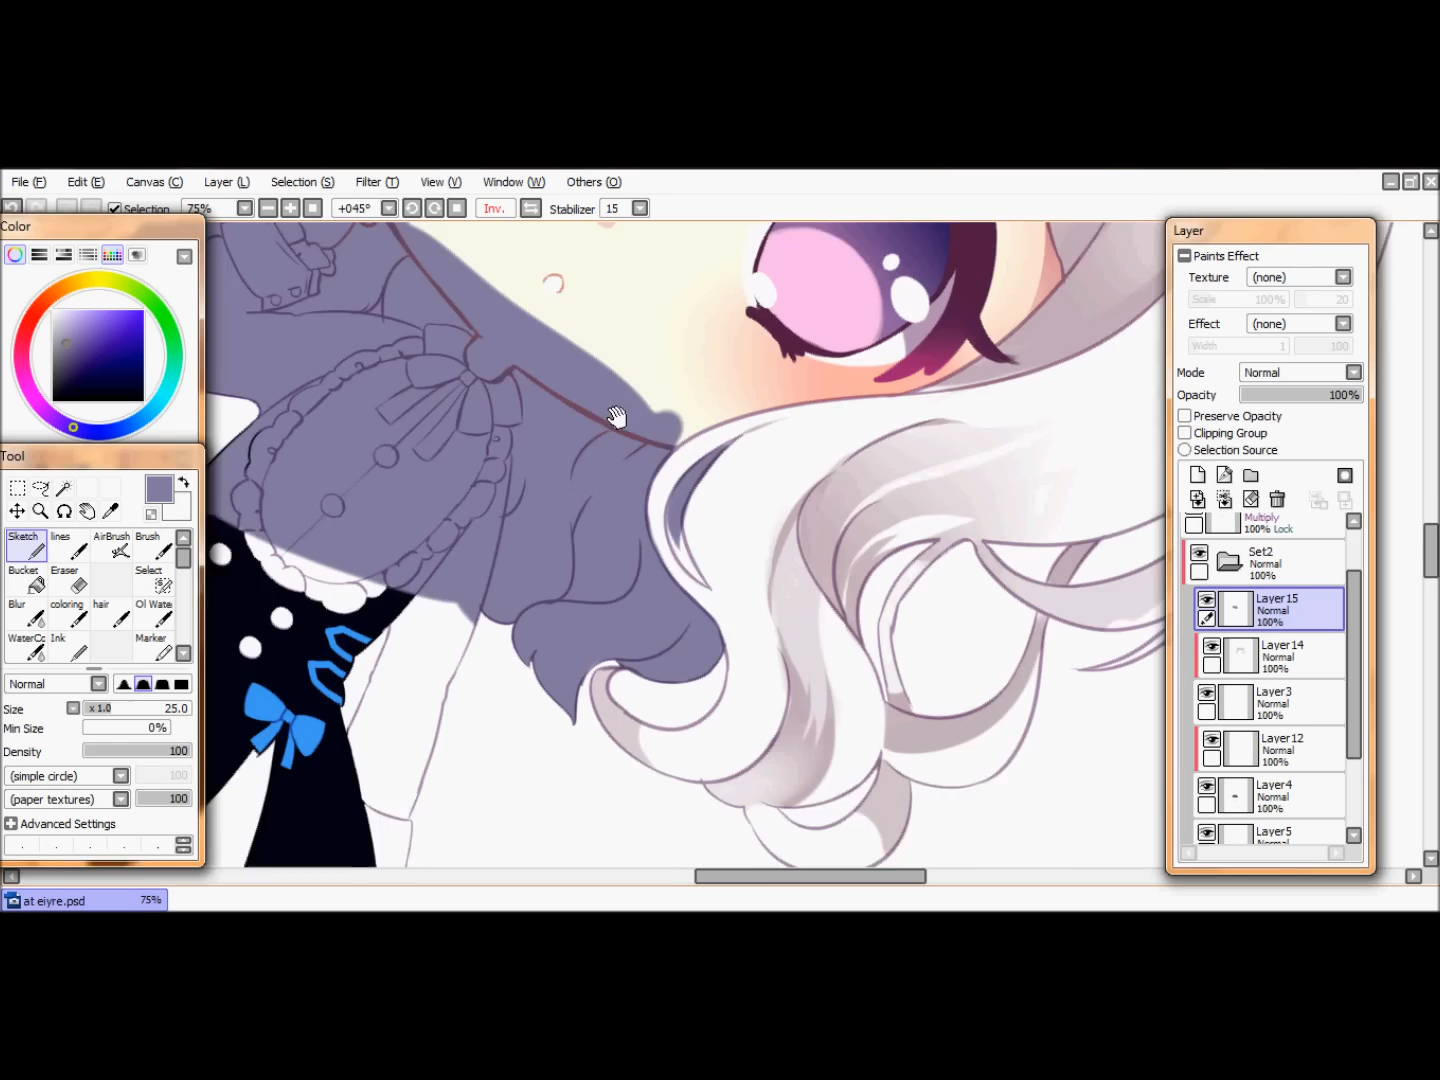 File (F) Edit (E) Canvas (C) Layer (L) Selection (S) Filter (T) View (V) Window (W) Others (O)
Selection 75% +045° Inv. Stabilizer 15
Color
Tool
Sketch lines AirBrush Brush
Bucket Eraser Select
Blur coloring hair Ol Wate
WaterCo Ink Marker
Normal
Size x 1.0 25.0
Min Size 0%
Density 100
(simple circle) 100
(paper textures) 100
Advanced Settings
Layer
Paints Effect
Texture (none)
Scale 100% 20
Effect (none)
Width 1 100
Mode Normal
Opacity 100%
Preserve Opacity
Clipping Group
Selection Source
Multiply
100% Lock
Set2
Normal
100%
Layer15
Normal
100%
Layer14
Normal
100%
Layer3
Normal
100%
Layer12
Normal
100%
Layer4
Normal
100%
Layer5
Normal
at eiyre.psd 75%